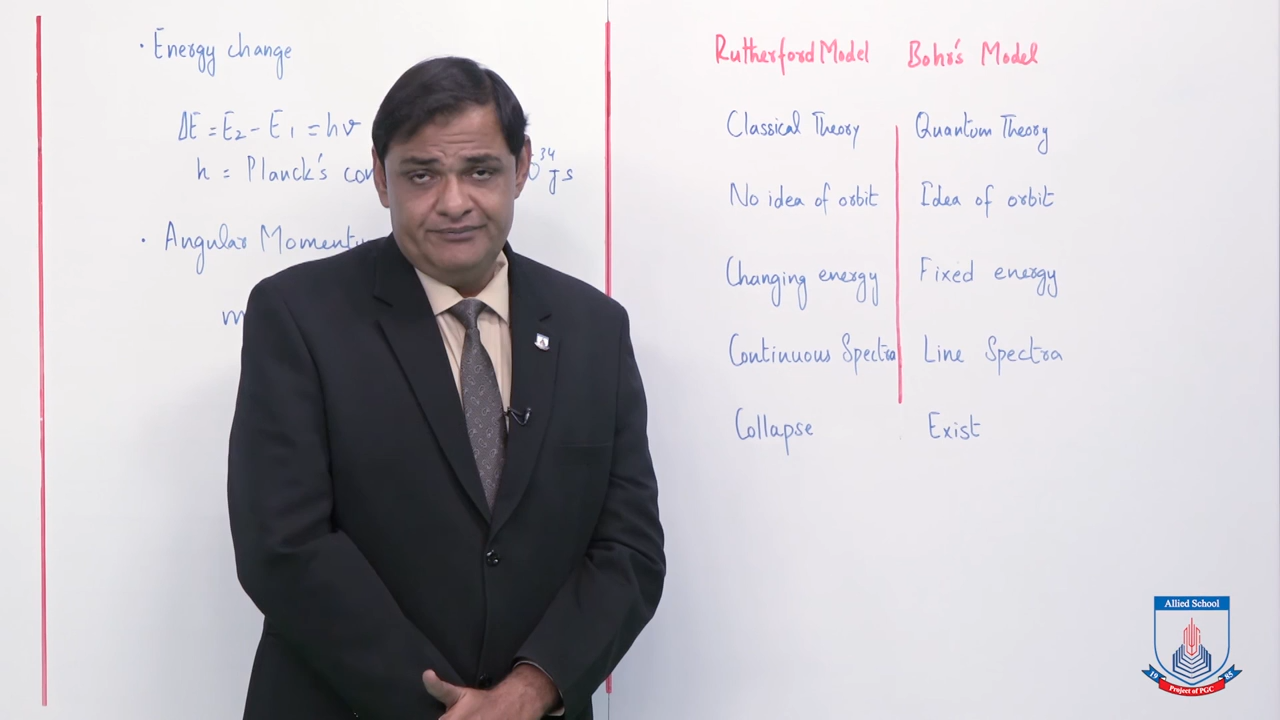 · Energy change
ΔE = E₂ - E₁ = hν
h = Planck's
34
Js
· Angular
m
Rutherford Model
Bohr's Model
Classical Theory
Quantum Theory
No idea of orbit
Idea of orbit
Changing energy
Fixed energy
Continuous Spectra
Line Spectra
Collapse
Exist
Allied School
19 85
Project of PGC